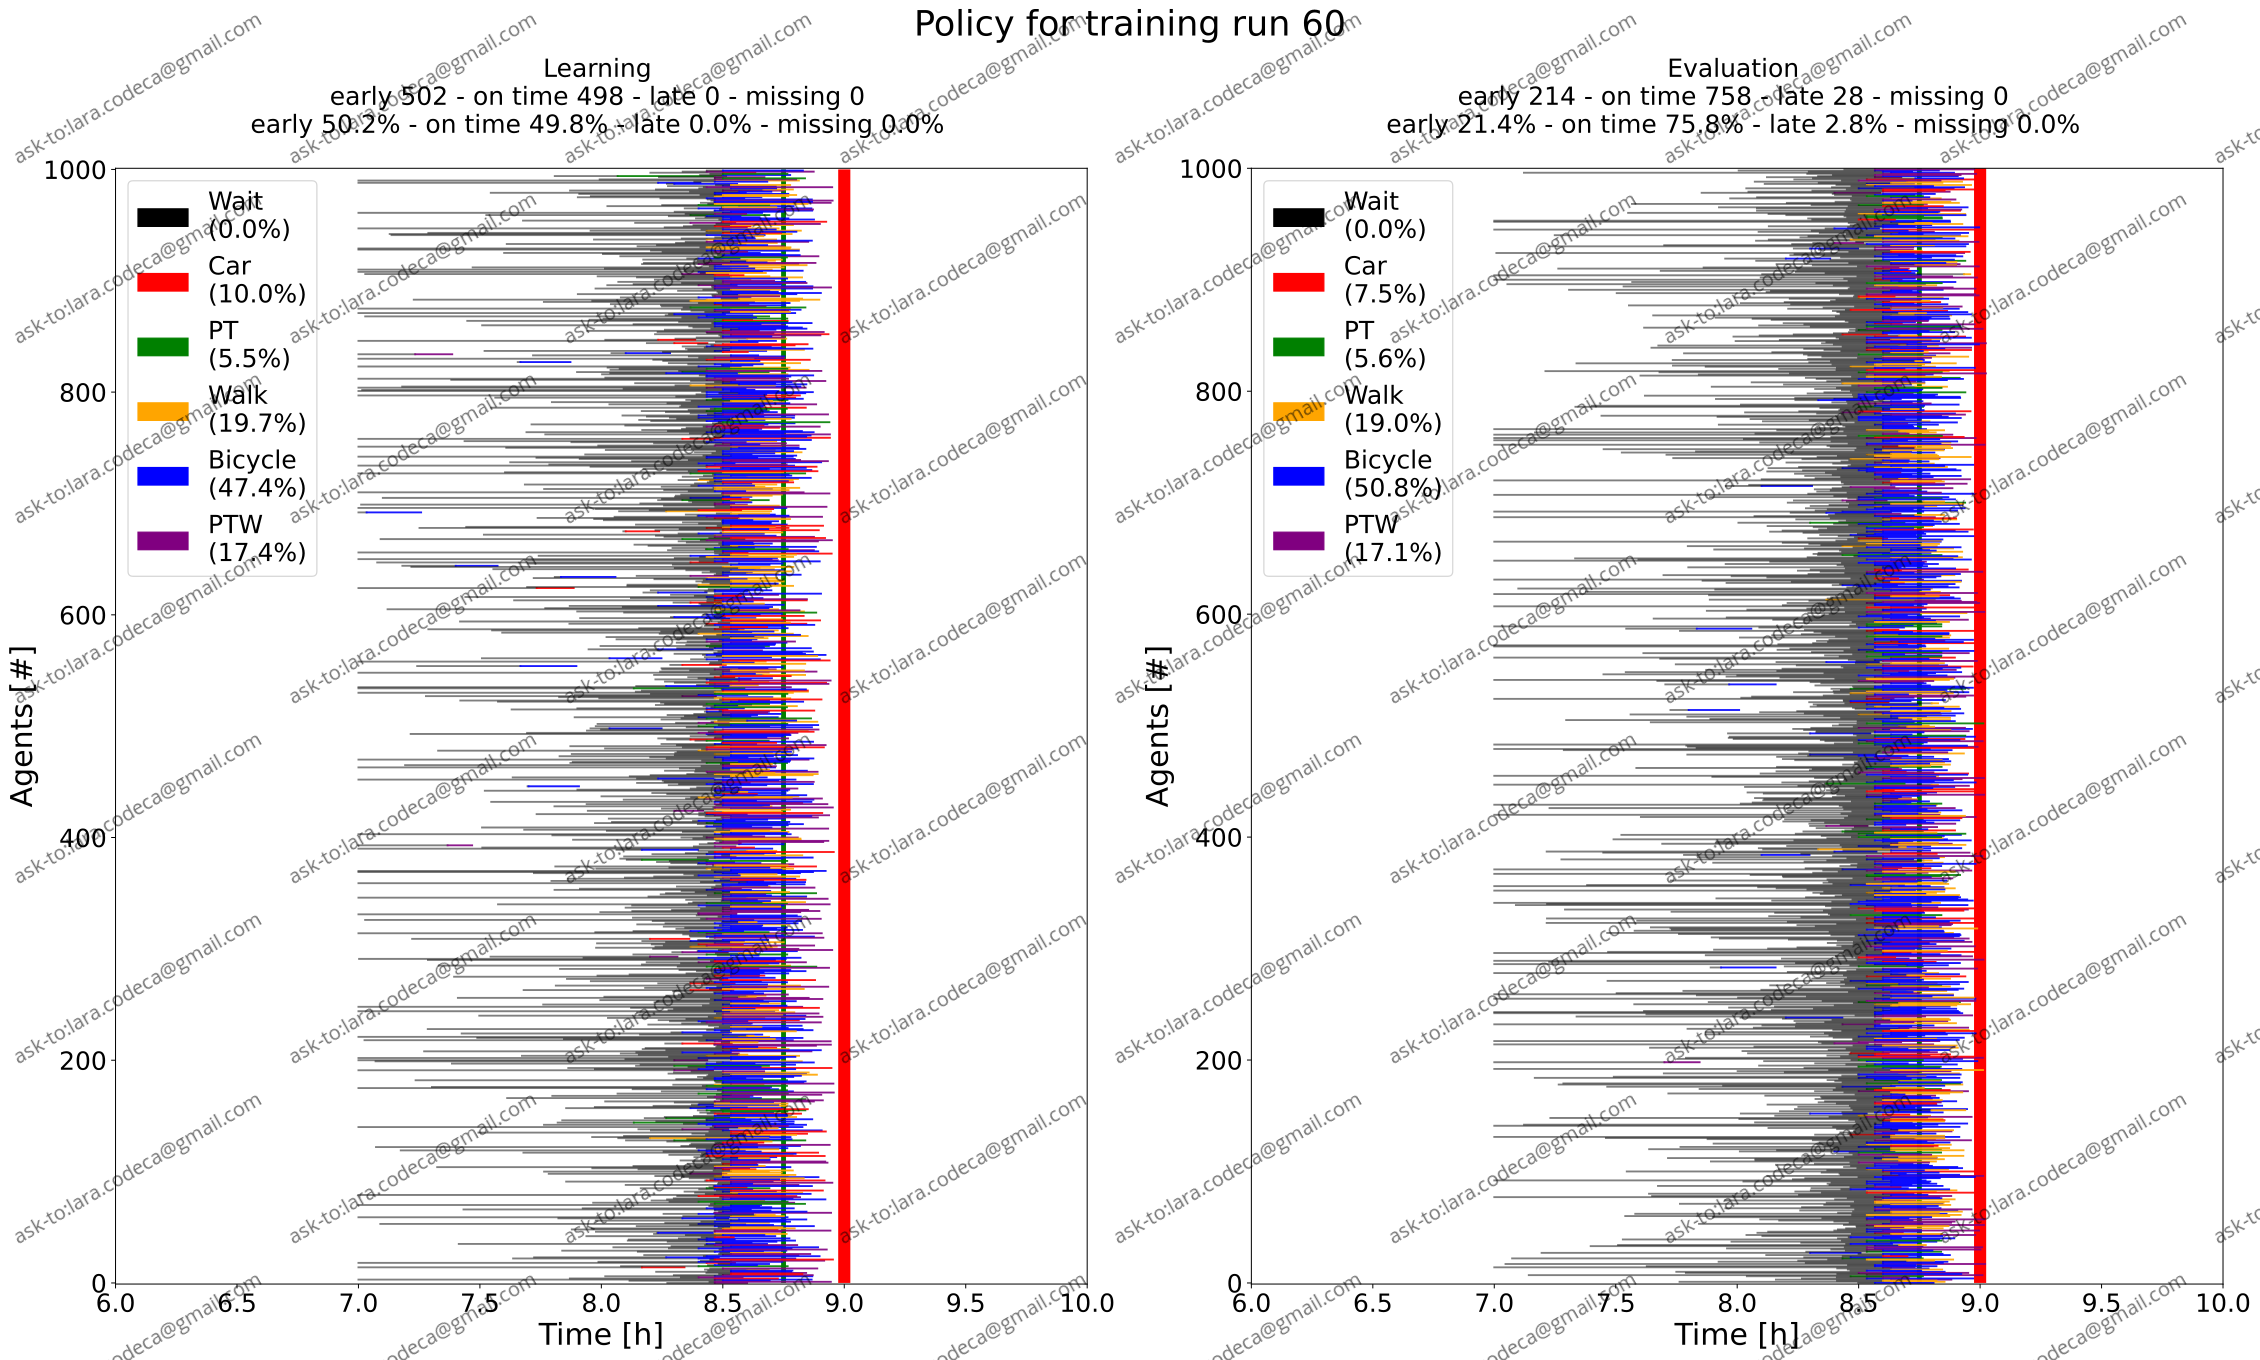 Policy for training run 60
Learning
early 502 - on time 498 - late 0 - missing 0
early 50.2% - on time 49.8% - late 0.0% - missing 0.0%
Wait
(0.0%)
Car
(10.0%)
PT
(5.5%)
Walk
(19.7%)
Bicycle
(47.4%)
PTW
(17.4%)
Agents [#]
1000
800
600
400
200
0
6.0 6.5 7.0 7.5 8.0 8.5 9.0 9.5 10.0
Time [h]
Evaluation
early 214 - on time 758 - late 28 - missing 0
early 21.4% - on time 75.8% - late 2.8% - missing 0.0%
Wait
(0.0%)
Car
(7.5%)
PT
(5.6%)
Walk
(19.0%)
Bicycle
(50.8%)
PTW
(17.1%)
Agents [#]
1000
800
600
400
200
0
6.0 6.5 7.0 7.5 8.0 8.5 9.0 9.5 10.0
Time [h]
ask-to:lara.codeca@gmail.com